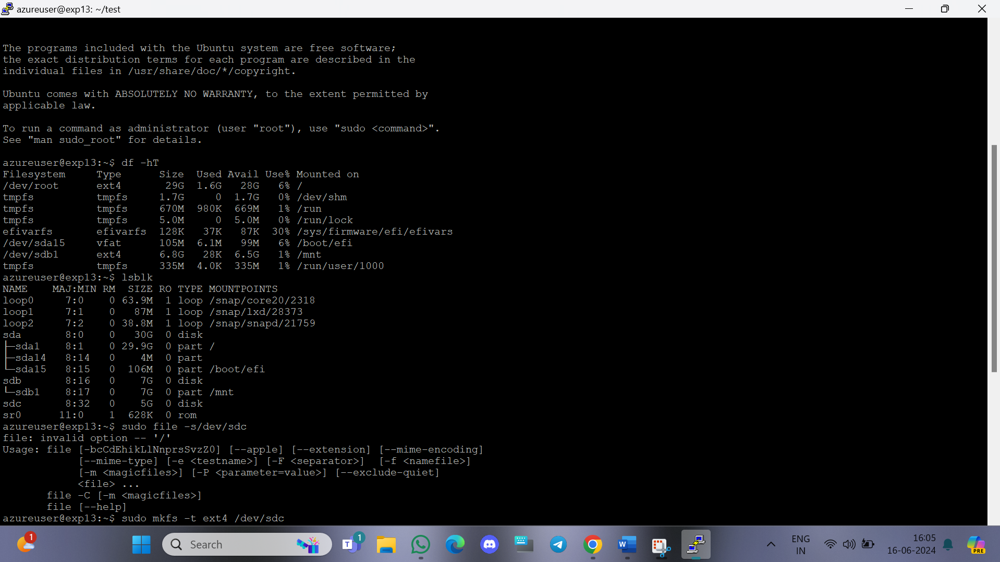 azureuser@exp13: ~/test
The programs included with the Ubuntu system are free software;
the exact distribution terms for each program are described in the
individual files in /usr/share/doc/*/copyright.
Ubuntu comes with ABSOLUTELY NO WARRANTY, to the extent permitted by
applicable law.
To run a command as administrator (user "root"), use "sudo <command>".
See "man sudo_root" for details.
azureuser@exp13:~$ df -hT
Filesystem     Type      Size  Used Avail Use% Mounted on
/dev/root      ext4       29G  1.6G   28G   6% /
tmpfs          tmpfs     1.7G     0  1.7G   0% /dev/shm
tmpfs          tmpfs     670M  980K  669M   1% /run
tmpfs          tmpfs     5.0M     0  5.0M   0% /run/lock
efivarfs       efivarfs  128K   37K   87K  30% /sys/firmware/efi/efivars
/dev/sda15     vfat      105M  6.1M   99M   6% /boot/efi
/dev/sdb1      ext4      6.8G   28K  6.5G   1% /mnt
tmpfs          tmpfs     335M  4.0K  335M   1% /run/user/1000
azureuser@exp13:~$ lsblk
NAME    MAJ:MIN RM  SIZE RO TYPE MOUNTPOINTS
loop0     7:0    0 63.9M  1 loop /snap/core20/2318
loop1     7:1    0   87M  1 loop /snap/lxd/28373
loop2     7:2    0 38.8M  1 loop /snap/snapd/21759
sda       8:0    0   30G  0 disk
├─sda1    8:1    0 29.9G  0 part /
├─sda14   8:14   0    4M  0 part
└─sda15   8:15   0  106M  0 part /boot/efi
sdb       8:16   0    7G  0 disk
└─sdb1    8:17   0    7G  0 part /mnt
sdc       8:32   0    5G  0 disk
sr0      11:0    1  628K  0 rom
azureuser@exp13:~$ sudo file -s/dev/sdc
file: invalid option -- '/'
Usage: file [-bcCdEhikLlNnprsSvzZ0] [--apple] [--extension] [--mime-encoding]
            [--mime-type] [-e <testname>] [-F <separator>]  [-f <namefile>]
            [-m <magicfiles>] [-P <parameter=value>] [--exclude-quiet]
            <file> ...
       file -C [-m <magicfiles>]
       file [--help]
azureuser@exp13:~$ sudo mkfs -t ext4 /dev/sdc
1
Search
T
1
W
ENG
IN
16:05
16-06-2024
PRE